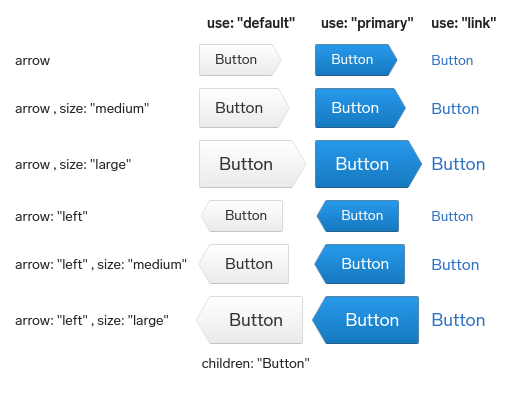 use: "default" use: "primary" use: "link"
arrow Button Button Button
arrow , size: "medium" Button Button Button
arrow , size: "large" Button Button Button
arrow: "left" Button Button Button
arrow: "left" , size: "medium" Button Button Button
arrow: "left" , size: "large" Button Button Button
children: "Button"